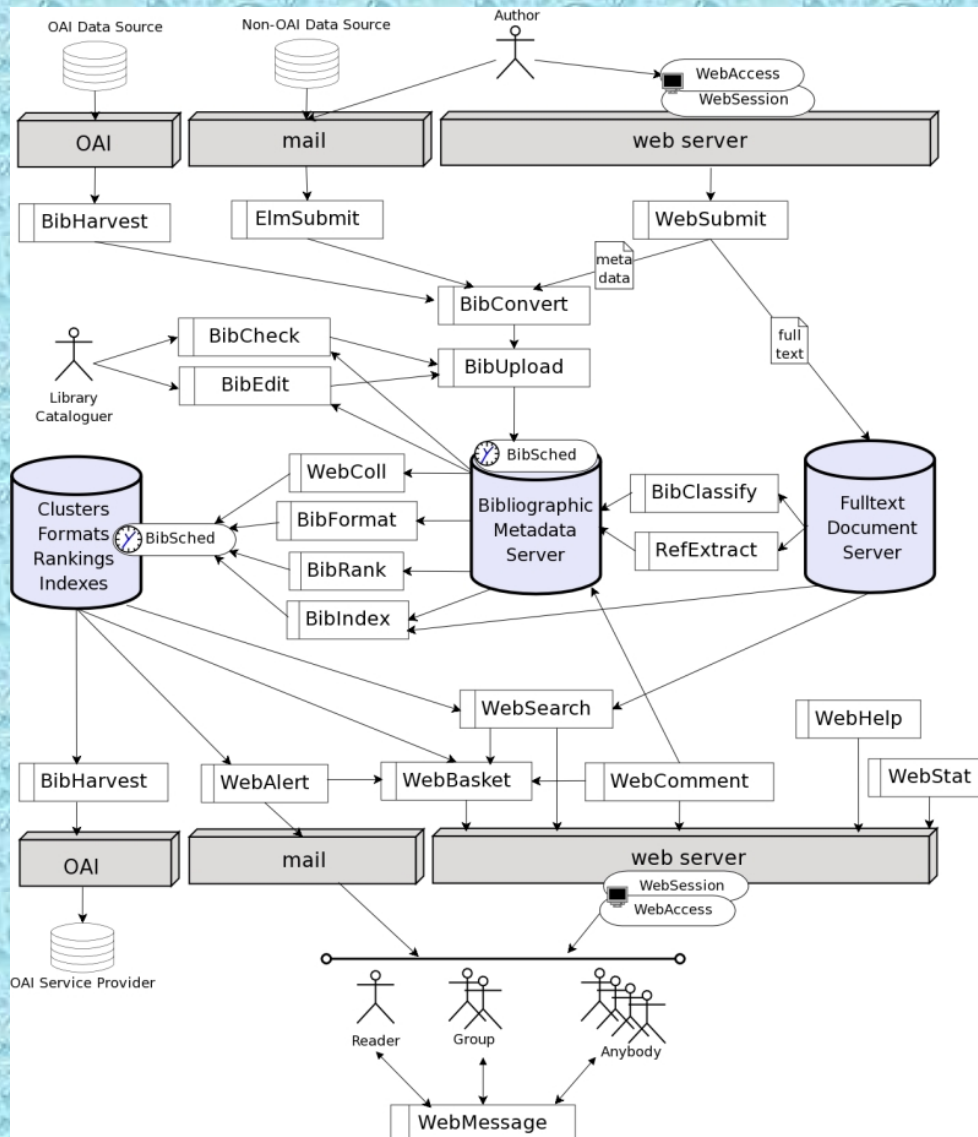 OAI Data Source
Non-OAI Data Source
Author
WebAccess
WebSession
OAI
mail
web server
BibHarvest
ElmSubmit
WebSubmit
meta
data
BibConvert
full
text
BibCheck
BibUpload
BibEdit
Library
Cataloguer
BibSched
WebColl
BibClassify
Clusters
Formats
Rankings
Indexes
BibSched
BibFormat
Bibliographic
Metadata
Server
RefExtract
Fulltext
Document
Server
BibRank
BibIndex
WebSearch
WebHelp
BibHarvest
WebAlert
WebBasket
WebComment
WebStat
OAI
mail
web server
WebSession
WebAccess
OAI Service Provider
Reader
Group
Anybody
WebMessage